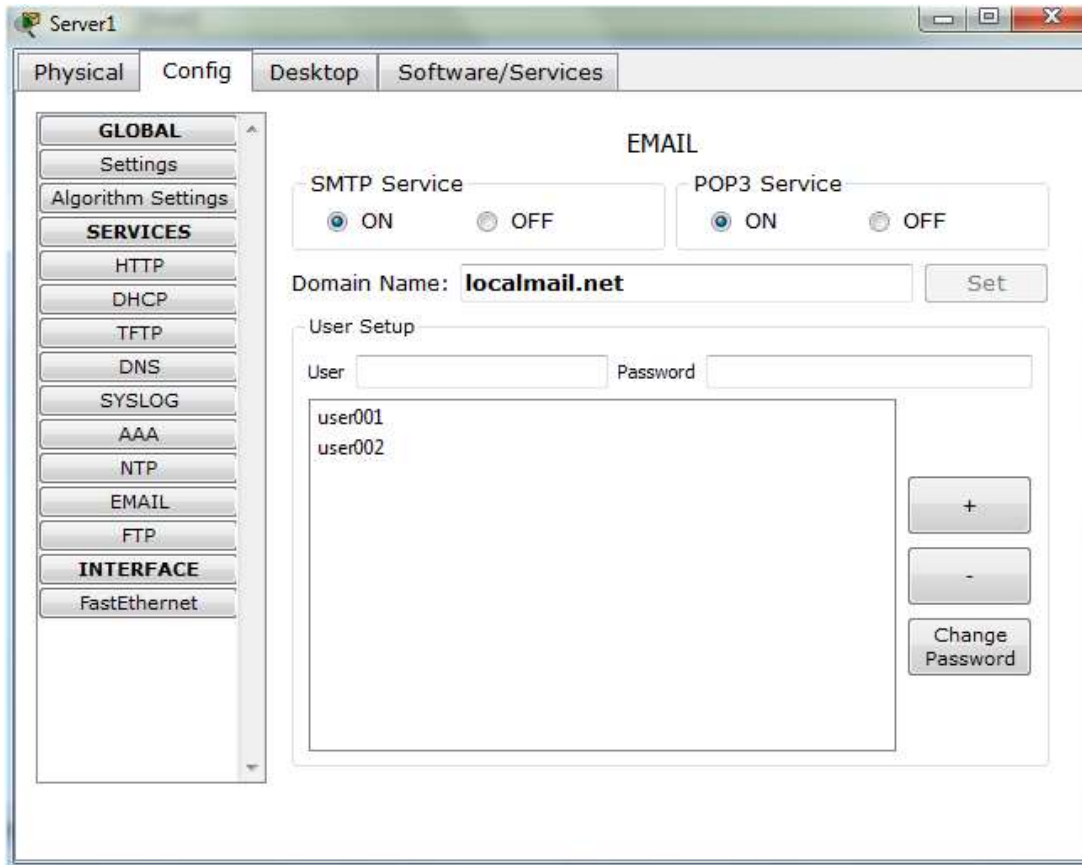 Server1
Physical Config Desktop Software/Services
GLOBAL
Settings
Algorithm Settings
SERVICES
HTTP
DHCP
TFTP
DNS
SYSLOG
AAA
NTP
EMAIL
FTP
INTERFACE
FastEthernet
EMAIL
SMTP Service
ON OFF
POP3 Service
ON OFF
Domain Name: localmail.net Set
User Setup
User Password
user001
user002
+
-
Change
Password